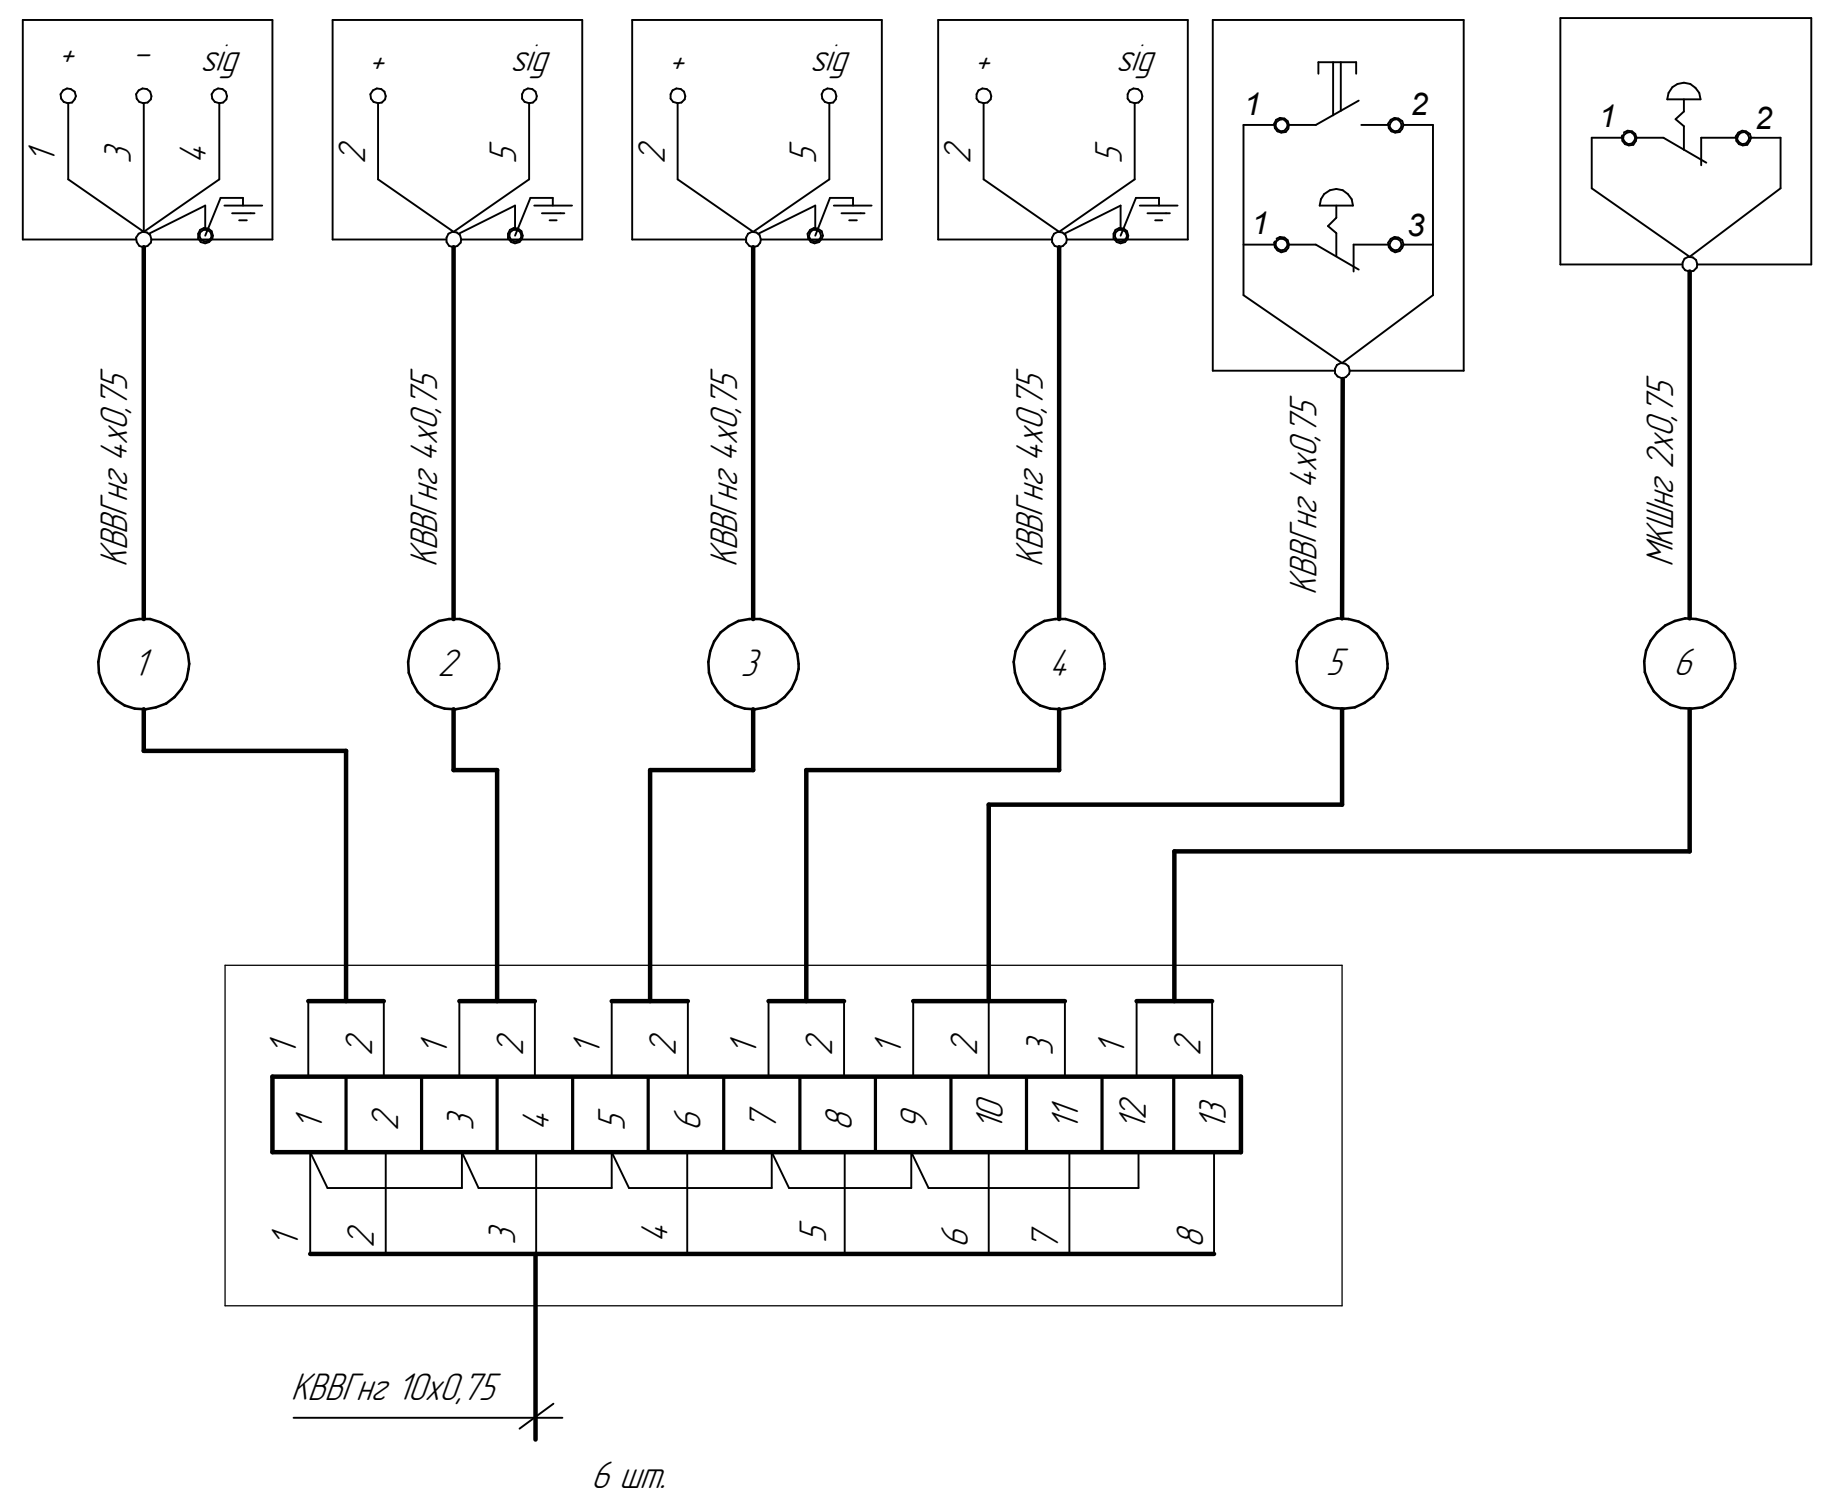 + − sig
+ sig
+ sig
+ sig
1 3 4
2 5
2 5
2 5
1 2
1 3
1 2
КВВГнг 4х0,75
КВВГнг 4х0,75
КВВГнг 4х0,75
КВВГнг 4х0,75
КВВГнг 4х0,75
МКШнг 2х0,75
1 2 3 4 5 6
1 2 1 2 1 2 1 2 1 2 3 1 2
1 2 3 4 5 6 7 8 9 10 11 12 13
1 2 3 4 5 6 7 8
КВВГнг 10х0,75
6 шт.